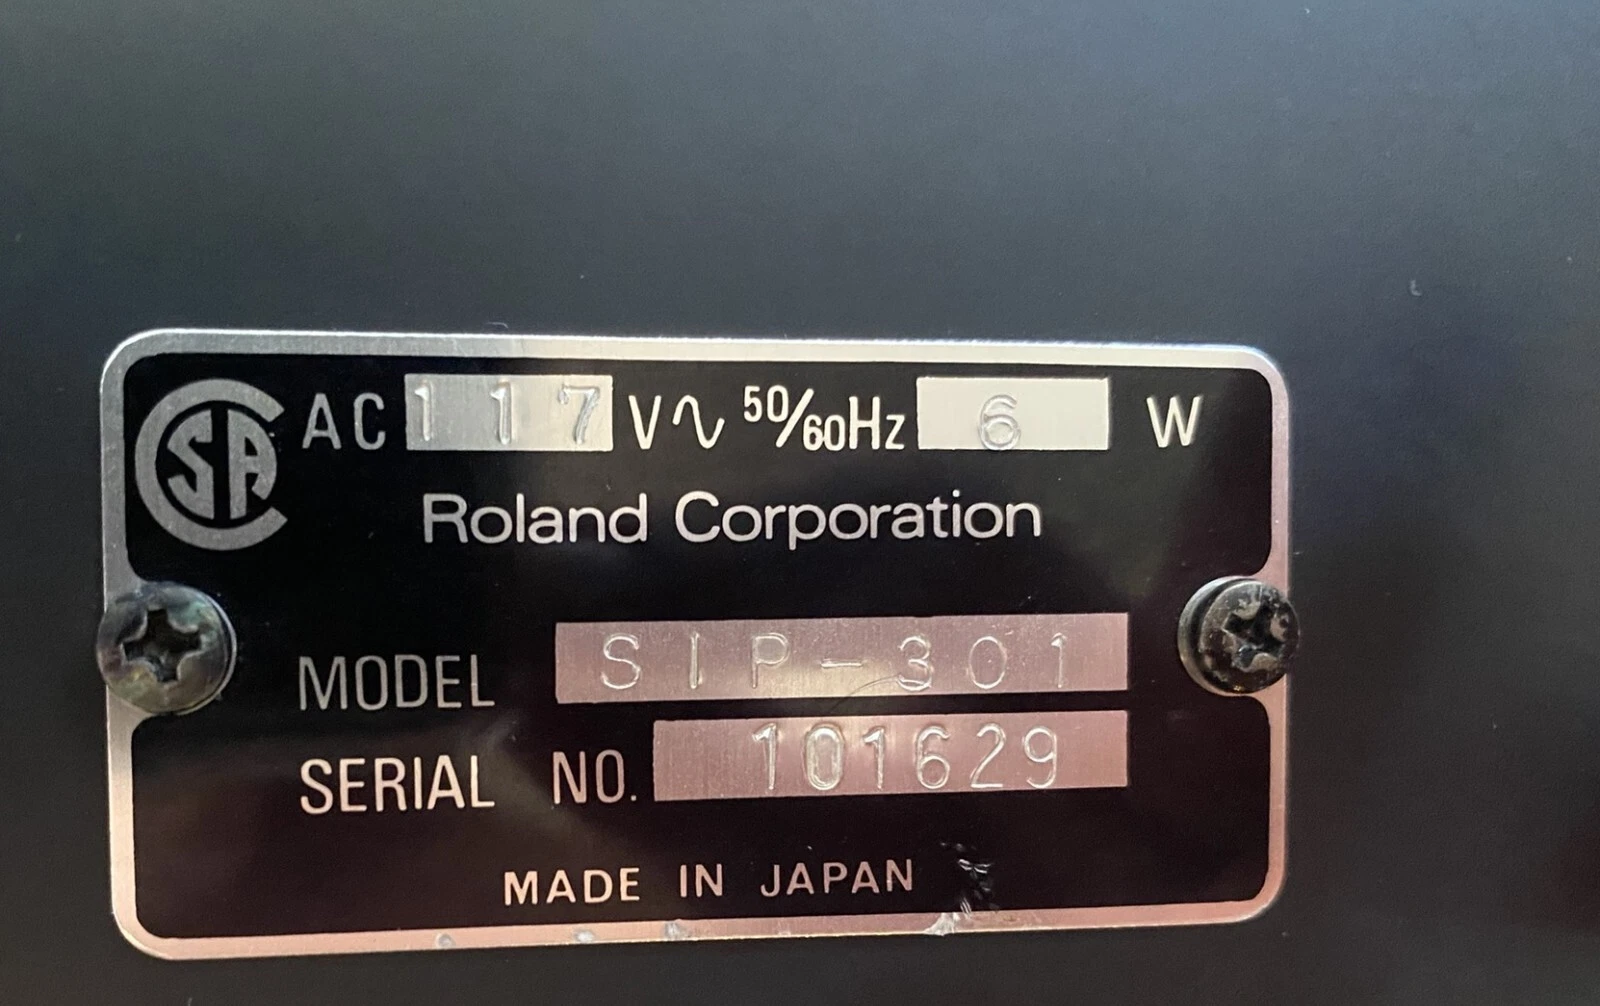 CSA AC 117 V∿ 50/60Hz 6 W
Roland Corporation
MODEL SIP-301
SERIAL NO. 101629
MADE IN JAPAN